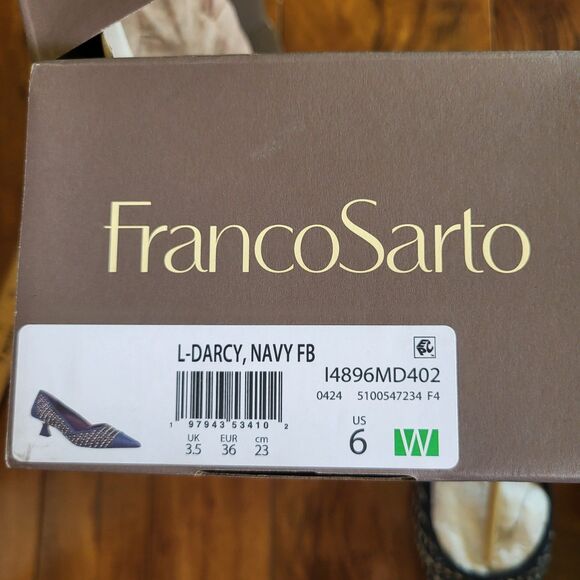 FrancoSarto
L-DARCY, NAVY FB
I4896MD402
0424 5100547234 F4
1 97943 53410 2
UK EUR cm
3.5 36 23
US
6 W